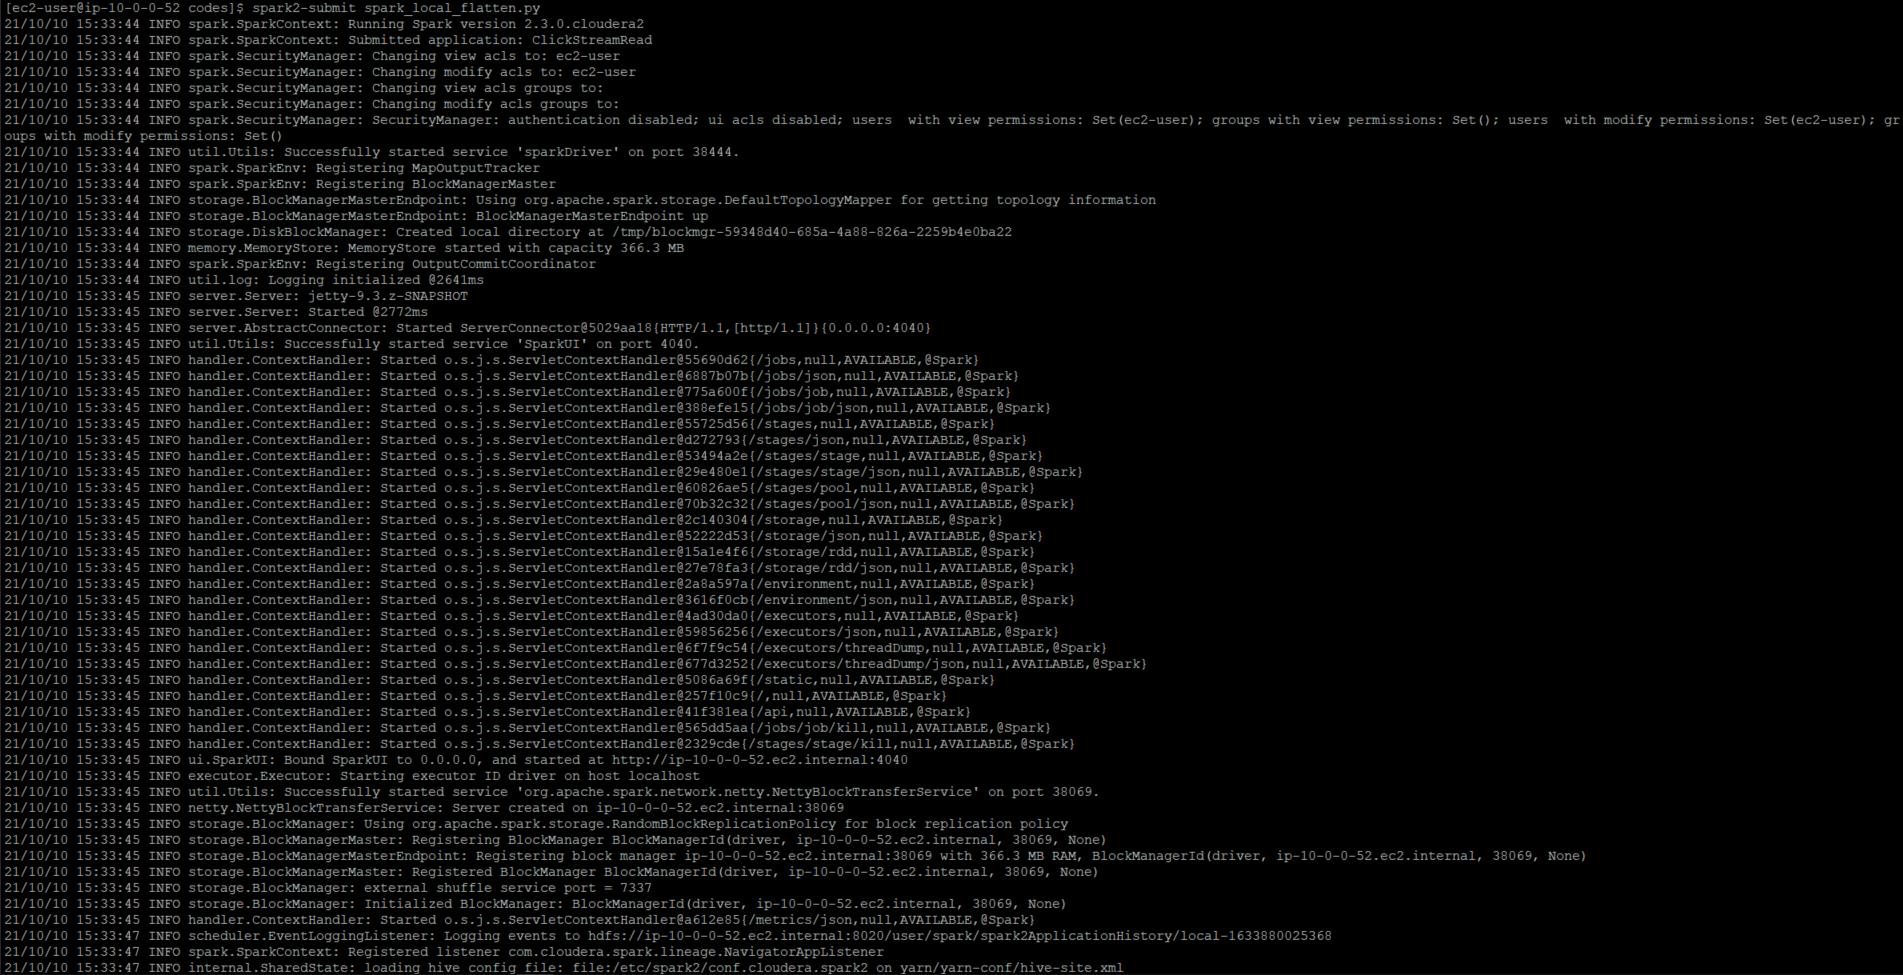 [ec2-user@ip-10-0-0-52 codes]$ spark2-submit spark_local_flatten.py
21/10/10 15:33:44 INFO spark.SparkContext: Running Spark version 2.3.0.cloudera2
21/10/10 15:33:44 INFO spark.SparkContext: Submitted application: ClickStreamRead
21/10/10 15:33:44 INFO spark.SecurityManager: Changing view acls to: ec2-user
21/10/10 15:33:44 INFO spark.SecurityManager: Changing modify acls to: ec2-user
21/10/10 15:33:44 INFO spark.SecurityManager: Changing view acls groups to:
21/10/10 15:33:44 INFO spark.SecurityManager: Changing modify acls groups to:
21/10/10 15:33:44 INFO spark.SecurityManager: SecurityManager: authentication disabled; ui acls disabled; users  with view permissions: Set(ec2-user); groups with view permissions: Set(); users  with modify permissions: Set(ec2-user); gr
oups with modify permissions: Set()
21/10/10 15:33:44 INFO util.Utils: Successfully started service 'sparkDriver' on port 38444.
21/10/10 15:33:44 INFO spark.SparkEnv: Registering MapOutputTracker
21/10/10 15:33:44 INFO spark.SparkEnv: Registering BlockManagerMaster
21/10/10 15:33:44 INFO storage.BlockManagerMasterEndpoint: Using org.apache.spark.storage.DefaultTopologyMapper for getting topology information
21/10/10 15:33:44 INFO storage.BlockManagerMasterEndpoint: BlockManagerMasterEndpoint up
21/10/10 15:33:44 INFO storage.DiskBlockManager: Created local directory at /tmp/blockmgr-59348d40-685a-4a88-826a-2259b4e0ba22
21/10/10 15:33:44 INFO memory.MemoryStore: MemoryStore started with capacity 366.3 MB
21/10/10 15:33:44 INFO spark.SparkEnv: Registering OutputCommitCoordinator
21/10/10 15:33:44 INFO util.log: Logging initialized @2641ms
21/10/10 15:33:45 INFO server.Server: jetty-9.3.z-SNAPSHOT
21/10/10 15:33:45 INFO server.Server: Started @2772ms
21/10/10 15:33:45 INFO server.AbstractConnector: Started ServerConnector@5029aa18{HTTP/1.1,[http/1.1]}{0.0.0.0:4040}
21/10/10 15:33:45 INFO util.Utils: Successfully started service 'SparkUI' on port 4040.
21/10/10 15:33:45 INFO handler.ContextHandler: Started o.s.j.s.ServletContextHandler@55690d62{/jobs,null,AVAILABLE,@Spark}
21/10/10 15:33:45 INFO handler.ContextHandler: Started o.s.j.s.ServletContextHandler@6887b07b{/jobs/json,null,AVAILABLE,@Spark}
21/10/10 15:33:45 INFO handler.ContextHandler: Started o.s.j.s.ServletContextHandler@775a600f{/jobs/job,null,AVAILABLE,@Spark}
21/10/10 15:33:45 INFO handler.ContextHandler: Started o.s.j.s.ServletContextHandler@388efe15{/jobs/job/json,null,AVAILABLE,@Spark}
21/10/10 15:33:45 INFO handler.ContextHandler: Started o.s.j.s.ServletContextHandler@55725d56{/stages,null,AVAILABLE,@Spark}
21/10/10 15:33:45 INFO handler.ContextHandler: Started o.s.j.s.ServletContextHandler@d272793{/stages/json,null,AVAILABLE,@Spark}
21/10/10 15:33:45 INFO handler.ContextHandler: Started o.s.j.s.ServletContextHandler@53494a2e{/stages/stage,null,AVAILABLE,@Spark}
21/10/10 15:33:45 INFO handler.ContextHandler: Started o.s.j.s.ServletContextHandler@29e480e1{/stages/stage/json,null,AVAILABLE,@Spark}
21/10/10 15:33:45 INFO handler.ContextHandler: Started o.s.j.s.ServletContextHandler@60826ae5{/stages/pool,null,AVAILABLE,@Spark}
21/10/10 15:33:45 INFO handler.ContextHandler: Started o.s.j.s.ServletContextHandler@70b32c32{/stages/pool/json,null,AVAILABLE,@Spark}
21/10/10 15:33:45 INFO handler.ContextHandler: Started o.s.j.s.ServletContextHandler@2c140304{/storage,null,AVAILABLE,@Spark}
21/10/10 15:33:45 INFO handler.ContextHandler: Started o.s.j.s.ServletContextHandler@52222d53{/storage/json,null,AVAILABLE,@Spark}
21/10/10 15:33:45 INFO handler.ContextHandler: Started o.s.j.s.ServletContextHandler@15a1e4f6{/storage/rdd,null,AVAILABLE,@Spark}
21/10/10 15:33:45 INFO handler.ContextHandler: Started o.s.j.s.ServletContextHandler@27e78fa3{/storage/rdd/json,null,AVAILABLE,@Spark}
21/10/10 15:33:45 INFO handler.ContextHandler: Started o.s.j.s.ServletContextHandler@2a8a597a{/environment,null,AVAILABLE,@Spark}
21/10/10 15:33:45 INFO handler.ContextHandler: Started o.s.j.s.ServletContextHandler@3616f0cb{/environment/json,null,AVAILABLE,@Spark}
21/10/10 15:33:45 INFO handler.ContextHandler: Started o.s.j.s.ServletContextHandler@4ad30da0{/executors,null,AVAILABLE,@Spark}
21/10/10 15:33:45 INFO handler.ContextHandler: Started o.s.j.s.ServletContextHandler@59856256{/executors/json,null,AVAILABLE,@Spark}
21/10/10 15:33:45 INFO handler.ContextHandler: Started o.s.j.s.ServletContextHandler@6f7f9c54{/executors/threadDump,null,AVAILABLE,@Spark}
21/10/10 15:33:45 INFO handler.ContextHandler: Started o.s.j.s.ServletContextHandler@677d3252{/executors/threadDump/json,null,AVAILABLE,@Spark}
21/10/10 15:33:45 INFO handler.ContextHandler: Started o.s.j.s.ServletContextHandler@5086a69f{/static,null,AVAILABLE,@Spark}
21/10/10 15:33:45 INFO handler.ContextHandler: Started o.s.j.s.ServletContextHandler@257f10c9{/,null,AVAILABLE,@Spark}
21/10/10 15:33:45 INFO handler.ContextHandler: Started o.s.j.s.ServletContextHandler@41f381ea{/api,null,AVAILABLE,@Spark}
21/10/10 15:33:45 INFO handler.ContextHandler: Started o.s.j.s.ServletContextHandler@565dd5aa{/jobs/job/kill,null,AVAILABLE,@Spark}
21/10/10 15:33:45 INFO handler.ContextHandler: Started o.s.j.s.ServletContextHandler@2329cde{/stages/stage/kill,null,AVAILABLE,@Spark}
21/10/10 15:33:45 INFO ui.SparkUI: Bound SparkUI to 0.0.0.0, and started at http://ip-10-0-0-52.ec2.internal:4040
21/10/10 15:33:45 INFO executor.Executor: Starting executor ID driver on host localhost
21/10/10 15:33:45 INFO util.Utils: Successfully started service 'org.apache.spark.network.netty.NettyBlockTransferService' on port 38069.
21/10/10 15:33:45 INFO netty.NettyBlockTransferService: Server created on ip-10-0-0-52.ec2.internal:38069
21/10/10 15:33:45 INFO storage.BlockManager: Using org.apache.spark.storage.RandomBlockReplicationPolicy for block replication policy
21/10/10 15:33:45 INFO storage.BlockManagerMaster: Registering BlockManager BlockManagerId(driver, ip-10-0-0-52.ec2.internal, 38069, None)
21/10/10 15:33:45 INFO storage.BlockManagerMasterEndpoint: Registering block manager ip-10-0-0-52.ec2.internal:38069 with 366.3 MB RAM, BlockManagerId(driver, ip-10-0-0-52.ec2.internal, 38069, None)
21/10/10 15:33:45 INFO storage.BlockManagerMaster: Registered BlockManager BlockManagerId(driver, ip-10-0-0-52.ec2.internal, 38069, None)
21/10/10 15:33:45 INFO storage.BlockManager: external shuffle service port = 7337
21/10/10 15:33:45 INFO storage.BlockManager: Initialized BlockManager: BlockManagerId(driver, ip-10-0-0-52.ec2.internal, 38069, None)
21/10/10 15:33:45 INFO handler.ContextHandler: Started o.s.j.s.ServletContextHandler@a612e85{/metrics/json,null,AVAILABLE,@Spark}
21/10/10 15:33:47 INFO scheduler.EventLoggingListener: Logging events to hdfs://ip-10-0-0-52.ec2.internal:8020/user/spark/spark2ApplicationHistory/local-1633880025368
21/10/10 15:33:47 INFO spark.SparkContext: Registered listener com.cloudera.spark.lineage.NavigatorAppListener
21/10/10 15:33:47 INFO internal.SharedState: loading hive config file: file:/etc/spark2/conf.cloudera.spark2 on yarn/yarn-conf/hive-site.xml